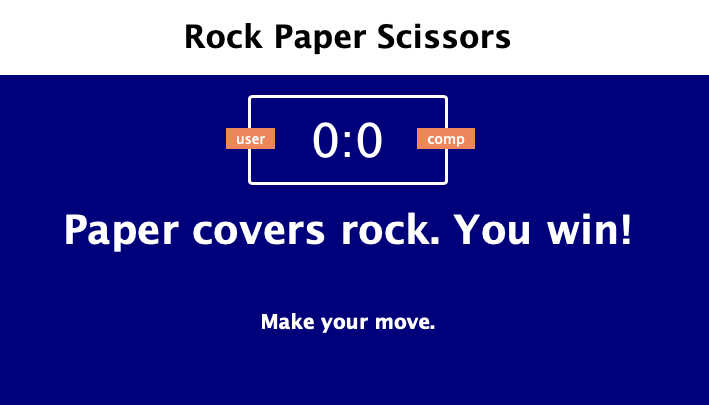 Rock Paper Scissors
user 0:0 comp
Paper covers rock. You win!
Make your move.